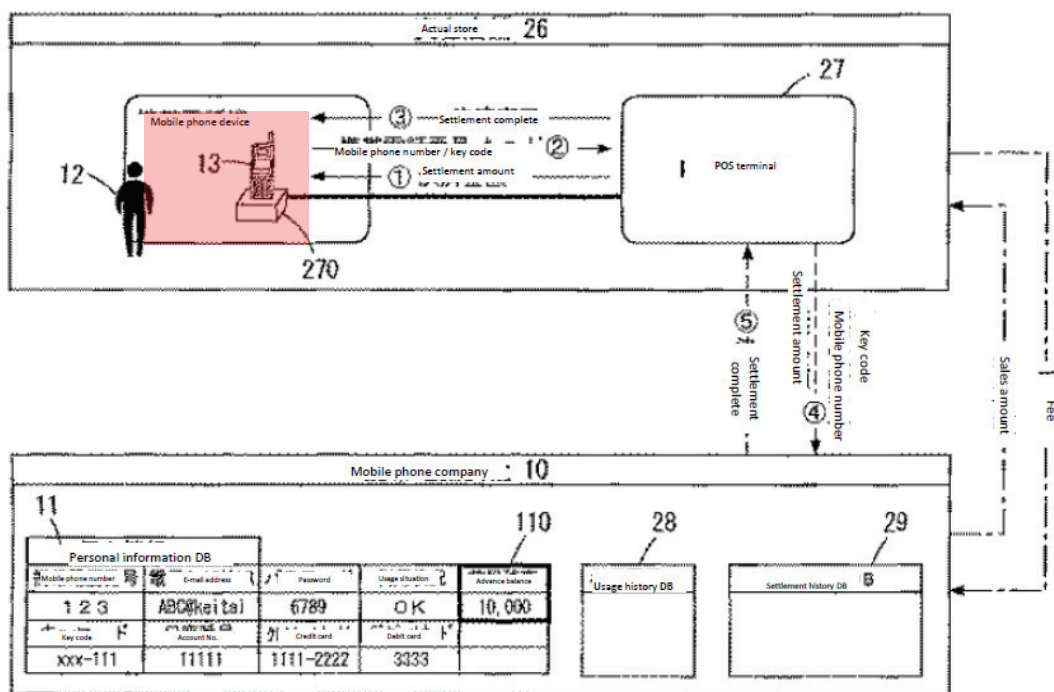 Actual store 26
27
Mobile phone device
③ Settlement complete
Mobile phone number / key code ②
① Settlement amount
POS terminal
12
13
270
⑤
Settlement complete
Settlement amount
Mobile phone number
Key code
④
Sales amount
Fee
Mobile phone company 10
11
110
28
29
Personal information DB
Mobile phone number 号
E-mail address
Password
Usage situation
Advance balance
123
ABC@keitai
6789
OK
10,000
Key code ド
Account No.
Credit card
Debit card ド
xxx-111
11111
1111-2222
3333
Usage history DB
Settlement history DB B